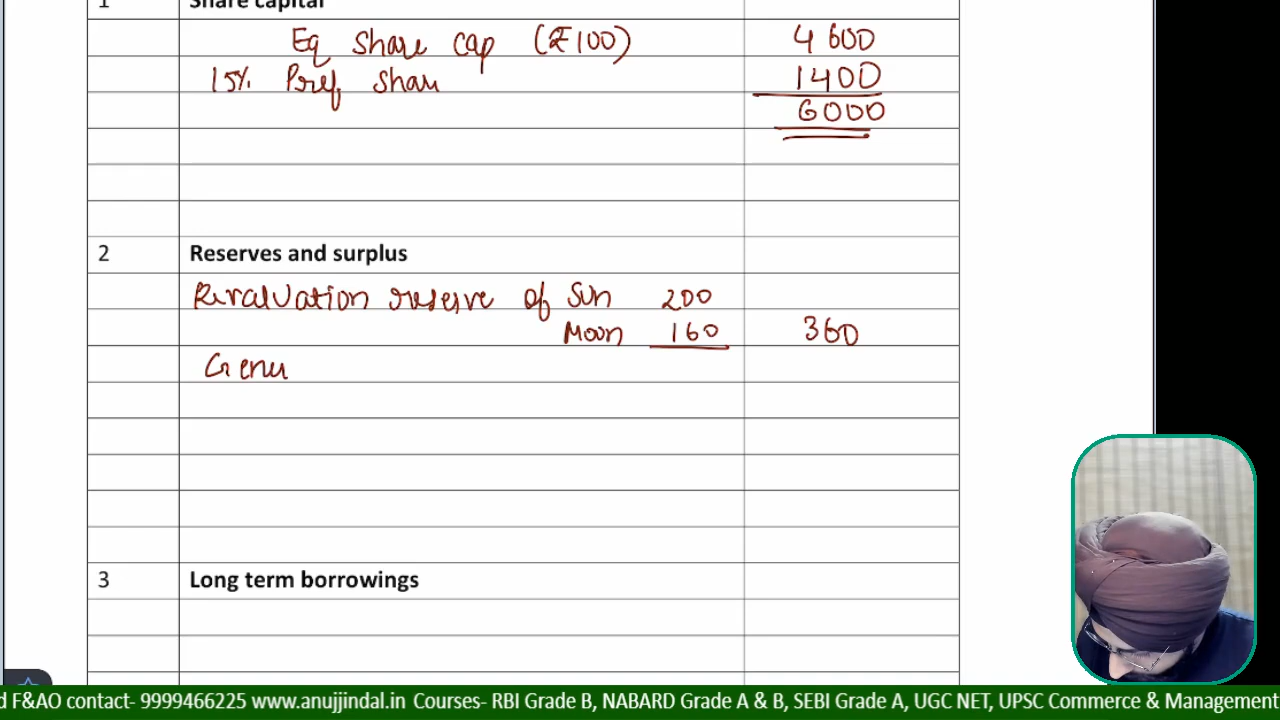 1 Share capital
Eq Share Cap (₹100) 4600
15% Pref Share 1400
6000
2 Reserves and surplus
Revaluation reserve of Sun 200
Moon 160 360
Gene
3 Long term borrowings
d F&AO contact- 9999466225 www.anujjindal.in Courses- RBI Grade B, NABARD Grade A & B, SEBI Grade A, UGC NET, UPSC Commerce & Management